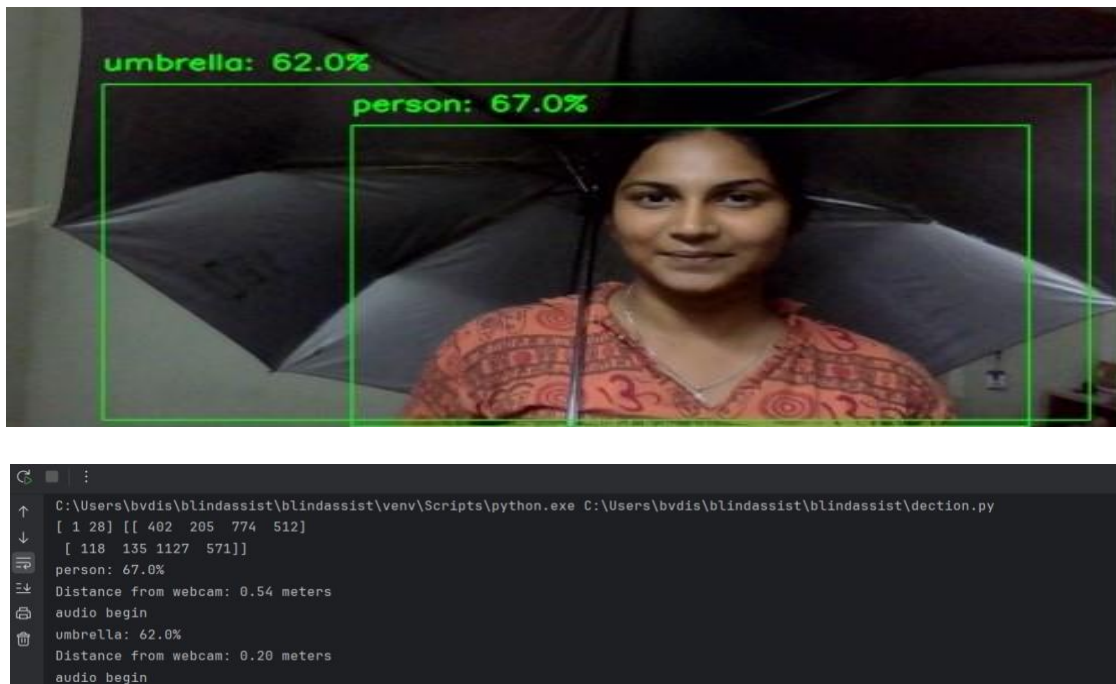 umbrella: 62.0%
person: 67.0%
C:\Users\bvdis\blindassist\blindassist\venv\Scripts\python.exe C:\Users\bvdis\blindassist\blindassist\dection.py
[ 1 28] [[ 402  205  774  512]
 [ 118  135 1127  571]]
person: 67.0%
Distance from webcam: 0.54 meters
audio begin
umbrella: 62.0%
Distance from webcam: 0.20 meters
audio begin